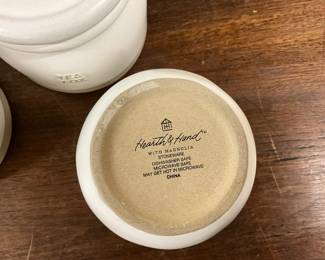 TEA
Hearth & Hand™
WITH MAGNOLIA
STONEWARE
DISHWASHER SAFE
MICROWAVE SAFE
MAY GET HOT IN MICROWAVE
CHINA